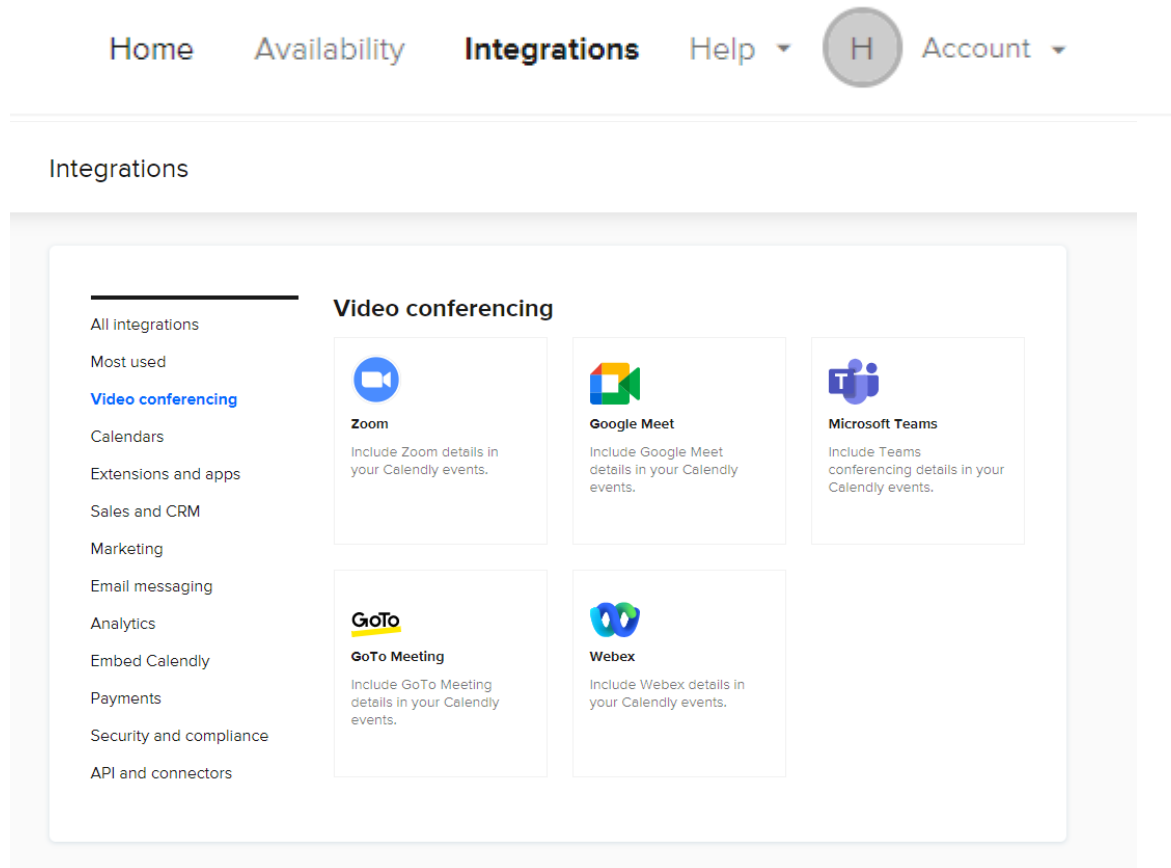 Home Availability Integrations Help H Account
Integrations
All integrations
Most used
Video conferencing
Calendars
Extensions and apps
Sales and CRM
Marketing
Email messaging
Analytics
Embed Calendly
Payments
Security and compliance
API and connectors
Video conferencing
Zoom
Include Zoom details in
your Calendly events.
Google Meet
Include Google Meet
details in your Calendly
events.
T
Microsoft Teams
Include Teams
conferencing details in your
Calendly events.
GoTo
GoTo Meeting
Include GoTo Meeting
details in your Calendly
events.
Webex
Include Webex details in
your Calendly events.